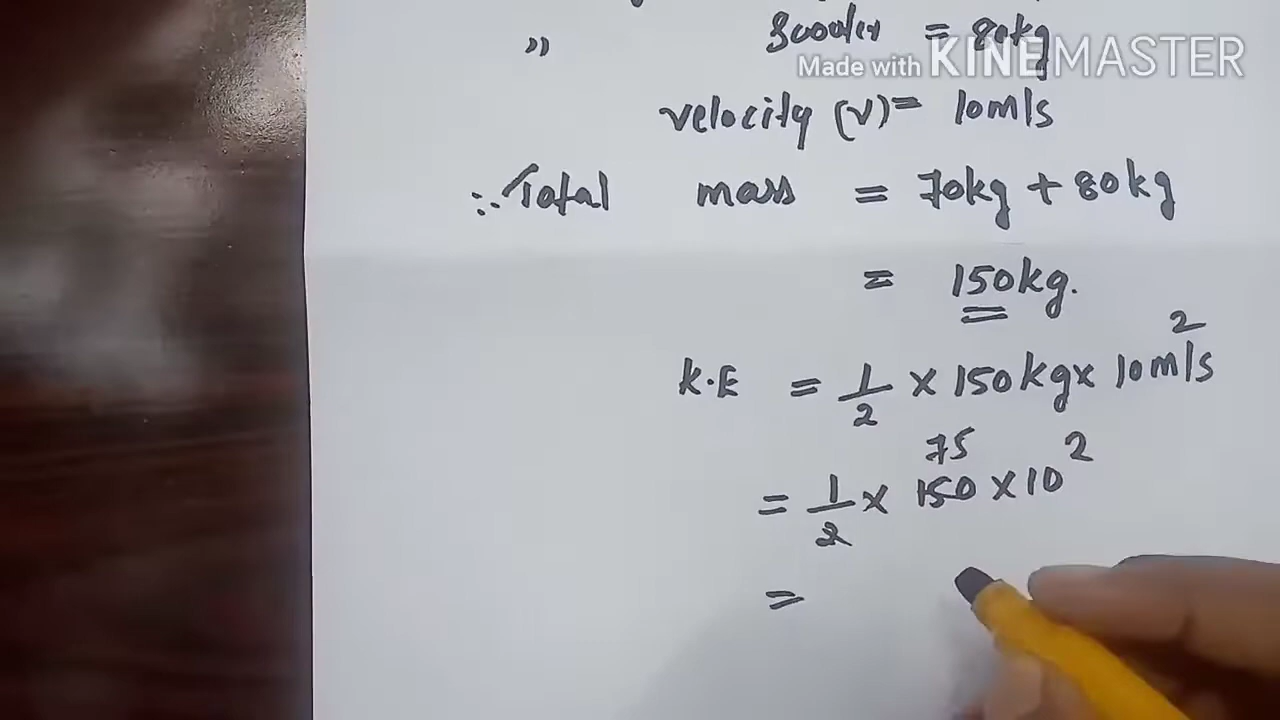 " Scooter = 80kg
Made with KINEMASTER
velocity (v) = 10m/s
∴ Total mass = 70kg + 80kg
= 150kg.
K.E = 1/2 × 150kg × 10m/s²
= 1/2 × 150 × 10²
75
=